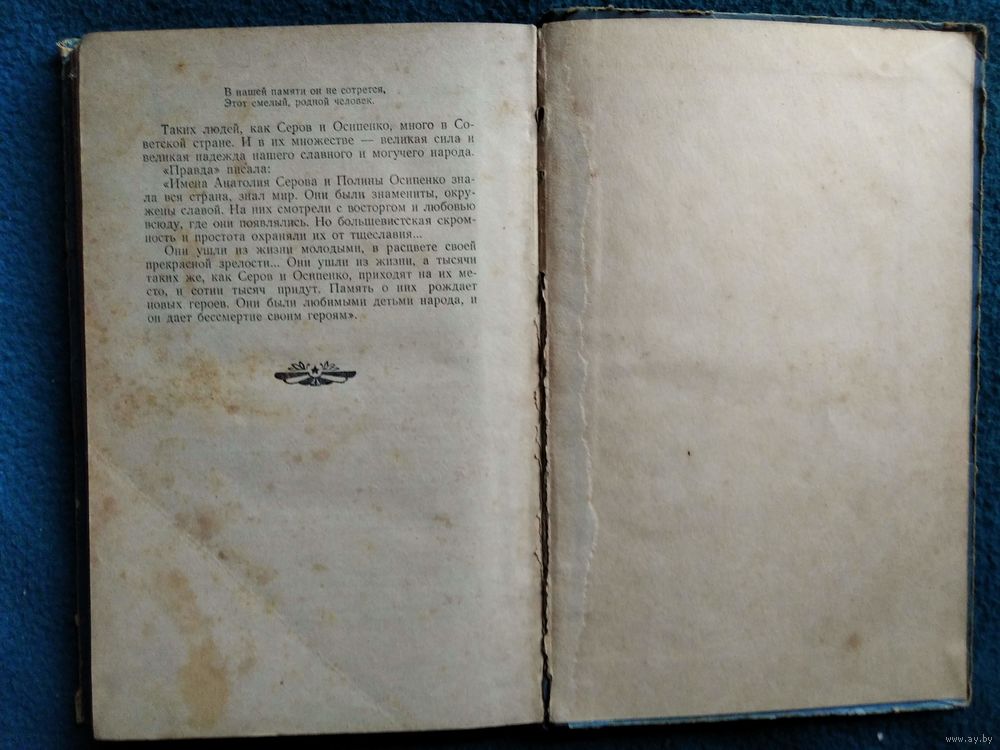 В нашей памяти он не сотрется,
Этот смелый, родной человек.
Таких людей, как Серов и Осипенко, много в Со-
ветской стране. И в их множестве — великая сила и
великая надежда нашего славного и могучего народа.
«Правда» писала:
«Имена Анатолия Серова и Полины Осипенко зна-
ла вся страна, знал мир. Они были знамениты, окру-
жены славой. На них смотрели с восторгом и любовью
всюду, где они появлялись. Но большевистская скром-
ность и простота охраняли их от тщеславия...
Они ушли из жизни молодыми, в расцвете своей
прекрасной зрелости... Они ушли из жизни, а тысячи
таких же, как Серов и Осипенко, приходят на их ме-
сто, и сотни тысяч придут. Память о них рождает
новых героев. Они были любимыми детьми народа, и
он дает бессмертие своим героям».
www.ay.by